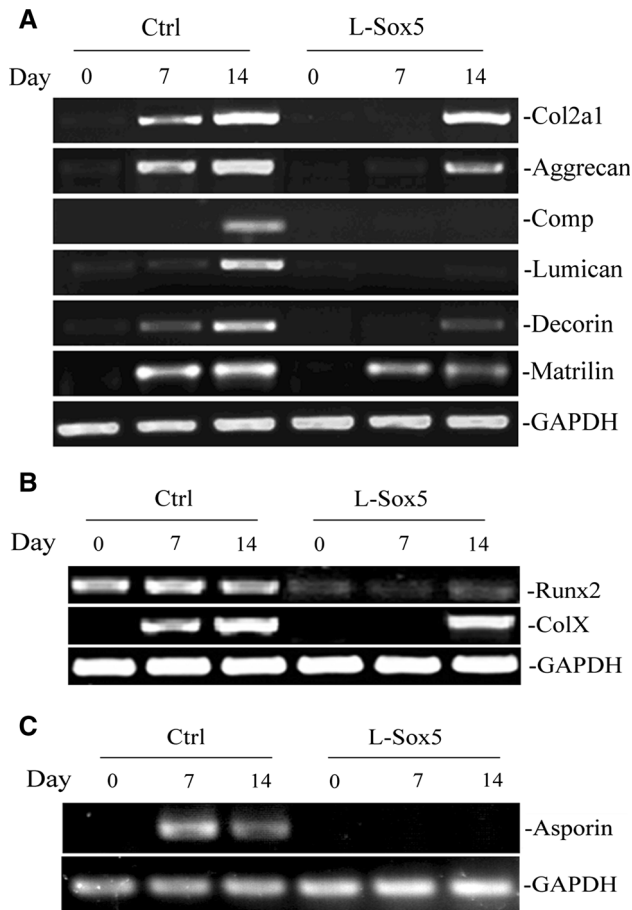 A
Ctrl L-Sox5
Day 0 7 14 0 7 14
-Col2a1
-Aggrecan
-Comp
-Lumican
-Decorin
-Matrilin
-GAPDH
B
Ctrl L-Sox5
Day 0 7 14 0 7 14
-Runx2
-ColX
-GAPDH
C
Ctrl L-Sox5
Day 0 7 14 0 7 14
-Asporin
-GAPDH